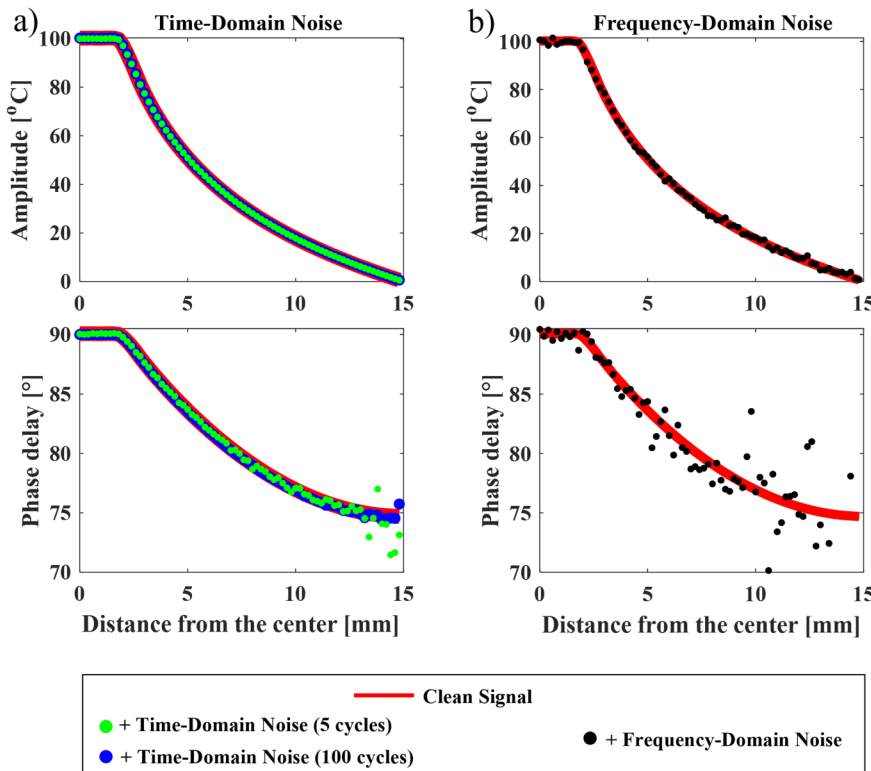 a)
Time-Domain Noise
100
80
60
40
20
0
Amplitude [°C]
0 5 10 15
90
85
80
75
70
Phase delay [°]
0 5 10 15
Distance from the center [mm]
b)
Frequency-Domain Noise
100
80
60
40
20
0
Amplitude [°C]
0 5 10 15
90
85
80
75
70
Phase delay [°]
0 5 10 15
Distance from the center [mm]
Clean Signal
+ Time-Domain Noise (5 cycles)
+ Time-Domain Noise (100 cycles)
+ Frequency-Domain Noise